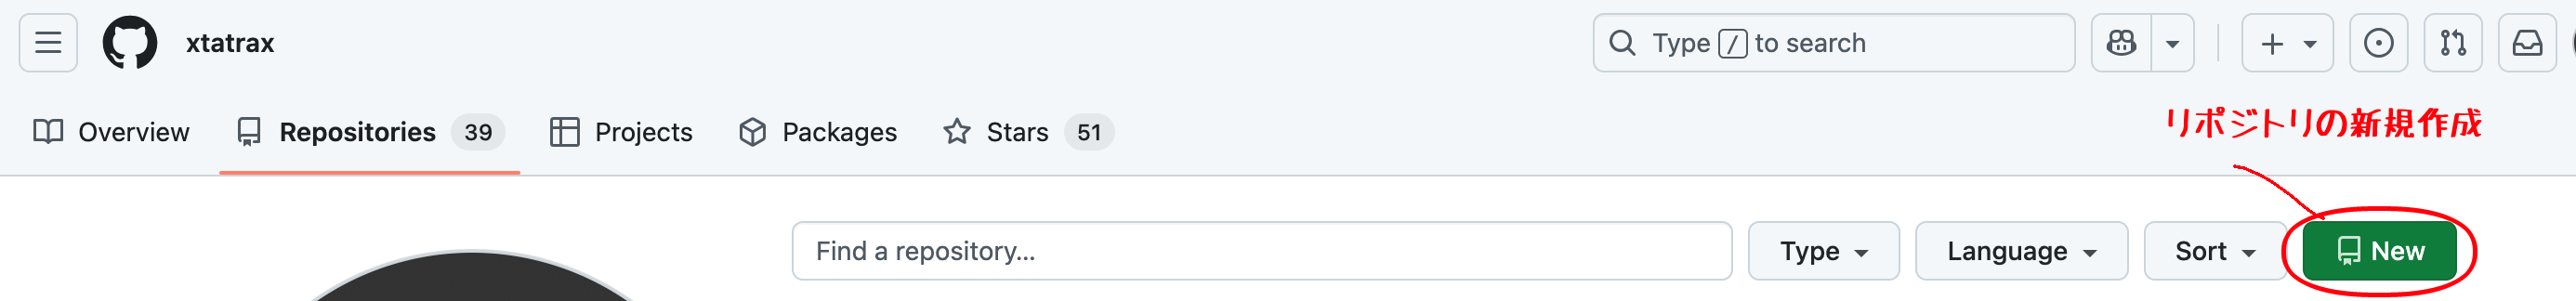 xtatrax
Type / to search
Overview
Repositories 39
Projects
Packages
Stars 51
リポジトリの新規作成
Find a repository...
Type
Language
Sort
New